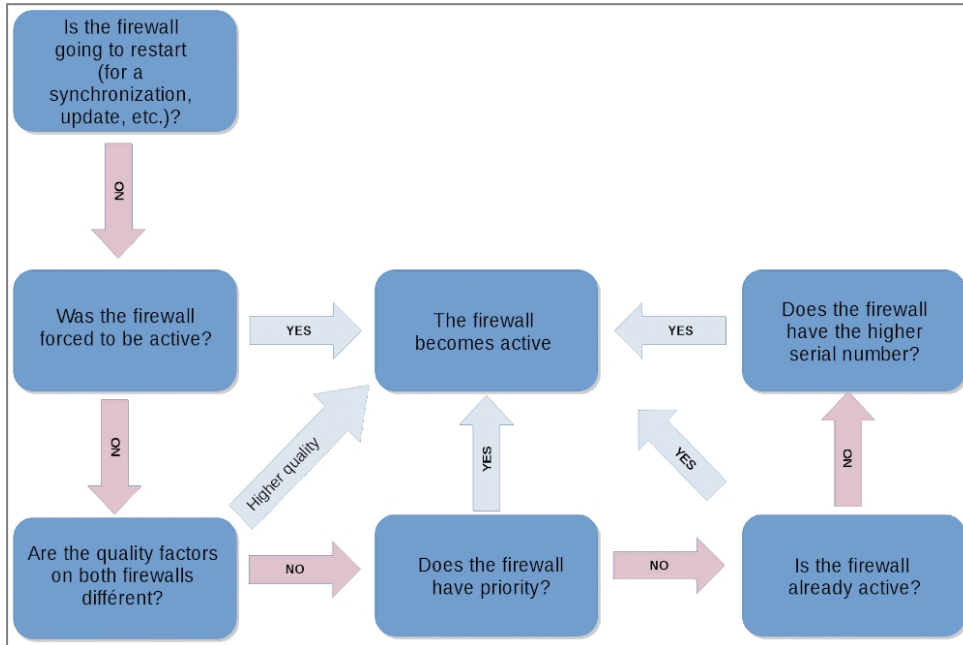 Is the firewall
going to restart
(for a
synchronization,
update, etc.)?
NO
Was the firewall
forced to be active?
YES
The firewall
becomes active
YES
Does the firewall
have the higher
serial number?
NO
Higher quality
YES
YES
NO
Are the quality factors
on both firewalls
différent?
NO
Does the firewall
have priority?
NO
Is the firewall
already active?